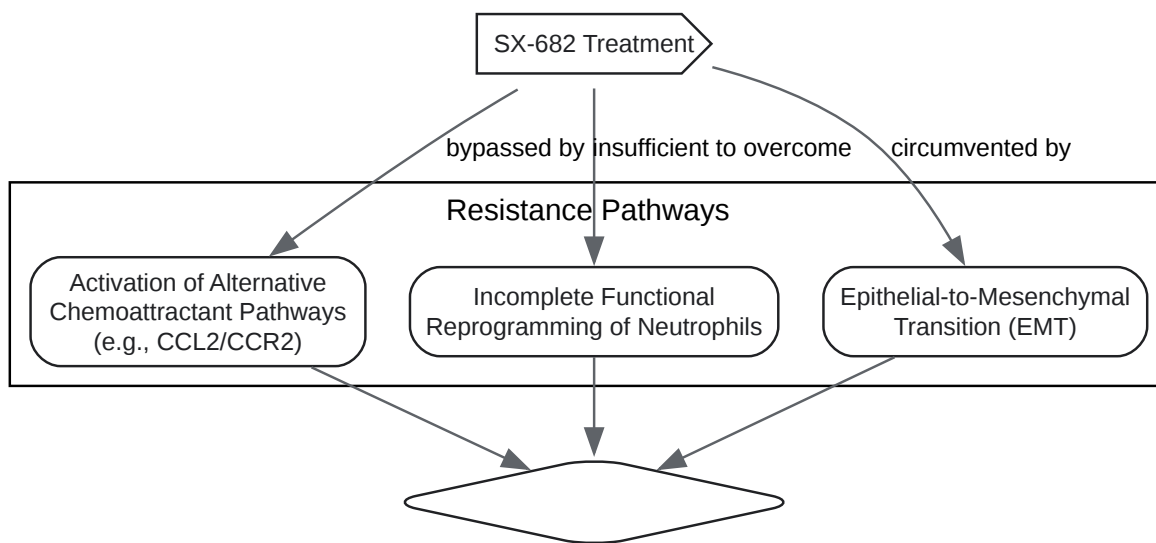 SX-682 Treatment
bypassed by
insufficient to overcome
circumvented by
Resistance Pathways
Activation of Alternative
Chemoattractant Pathways
(e.g., CCL2/CCR2)
Incomplete Functional
Reprogramming of Neutrophils
Epithelial-to-Mesenchymal
Transition (EMT)